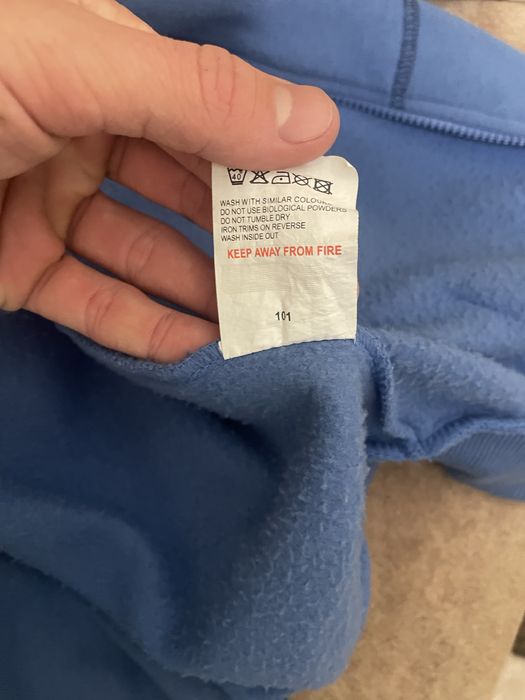 40
WASH WITH SIMILAR COLOURS
DO NOT USE BIOLOGICAL POWDERS
DO NOT TUMBLE DRY
IRON TRIMS ON REVERSE
WASH INSIDE OUT
KEEP AWAY FROM FIRE
101